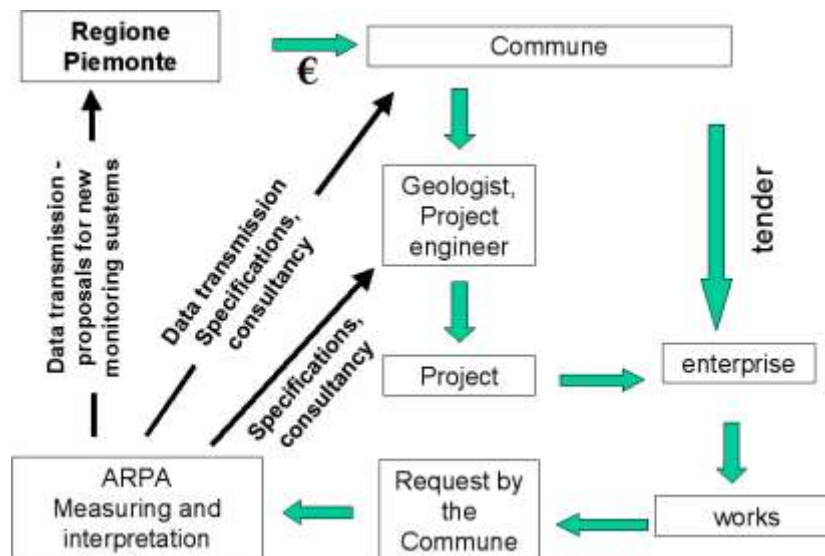 Regione
Piemonte
€
Commune
Geologist,
Project
engineer
tender
Data transmission -
proposals for new
monitoring sustems
Data transmission
Specifications,
consultancy
Specifications,
consultancy
Project
enterprise
ARPA
Measuring and
interpretation
Request by
the
Commune
works